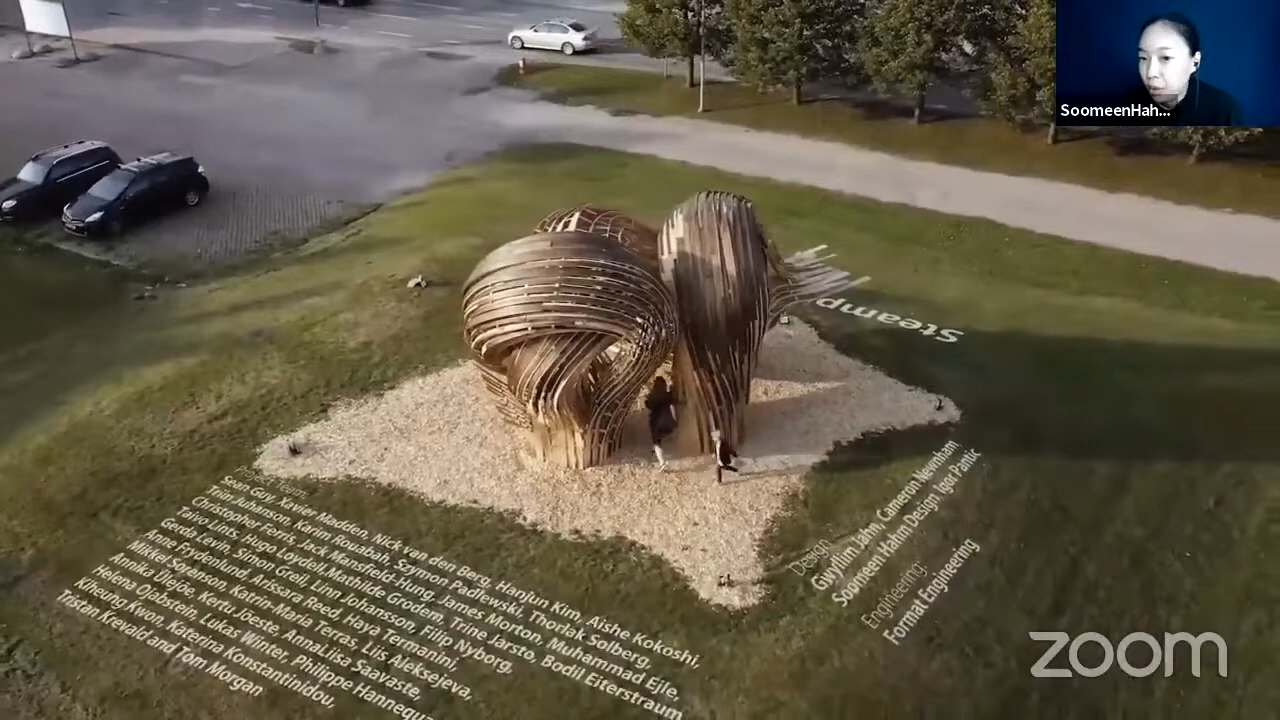 SoomeenHah...
Steamp
Project Team:
Sean Guy, Xavier Madden, Nick van den Berg, Hanjun Kim, Aishe Kokoshi,
Triin Juhanson, Karim Rouabah, Szymon Padlewski, Thorlak Solberg,
Christopher Ferris, Jack Mansfield-Hung, James Morton, Muhammad Ejle,
Taivo Lints, Hugo Loydell, Mathilde Grodem, Trine Jarsto, Bodil Eiterstraum
Gerda Levin, Simon Greil, Linn Johansson, Filip Nyborg,
Anne Frydenlund, Arissara Reed, Haya Termanini,
Mikkel Sorenson, Katrin-Maria Terras, Liis Aleksejeva,
Annika Ülejõe, Kertu Jõeste, AnnaLiisa Saavaste,
Helena Ojabstein, Lukas Winter, Philippe Hannequa
Kiheung Kwon, Katerina Konstantinidou,
Tristan Krevald and Tom Morgan
Design:
Gwyllim Jahn, Cameron Newnham
Soomeen Hahm Design Igor Pantic
Engineering:
Format Engineering
zoom